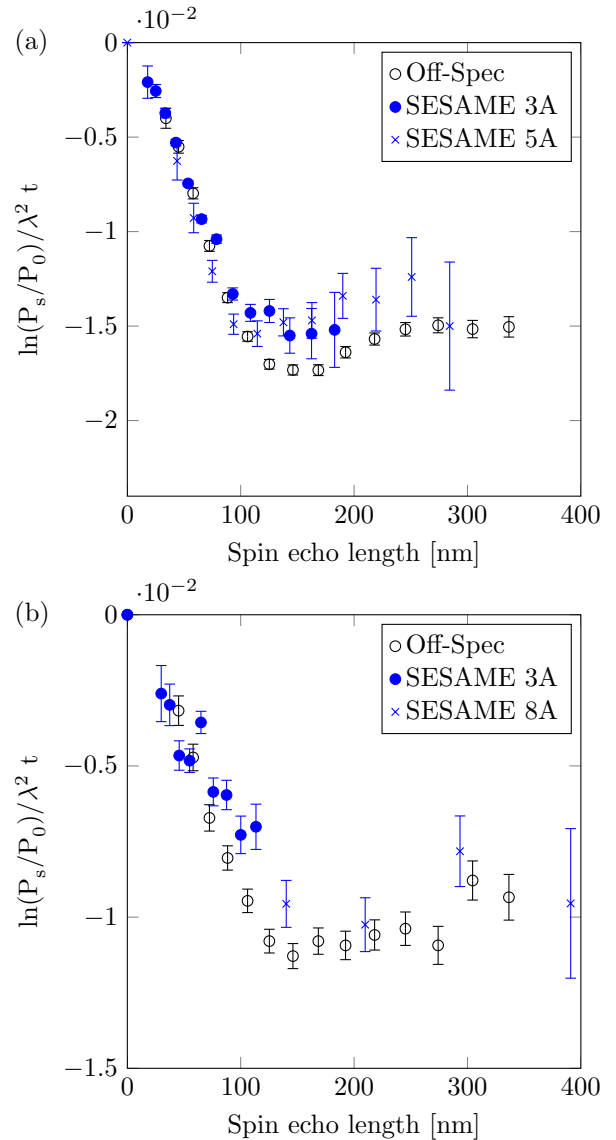 (a)
·10⁻²
0
−0.5
−1
−1.5
−2
ln(Pₛ/P₀)/λ² t
Off-Spec
SESAME 3A
SESAME 5A
0 100 200 300 400
Spin echo length [nm]
(b)
·10⁻²
0
−0.5
−1
−1.5
ln(Pₛ/P₀)/λ² t
Off-Spec
SESAME 3A
SESAME 8A
0 100 200 300 400
Spin echo length [nm]